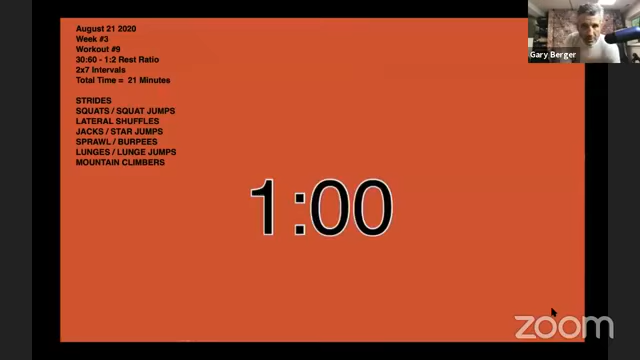 August 21 2020
Week #3
Workout #9
30:60 - 1:2 Rest Ratio
2x7 Intervals
Total Time = 21 Minutes
STRIDES
SQUATS / SQUAT JUMPS
LATERAL SHUFFLES
JACKS / STAR JUMPS
SPRAWL / BURPEES
LUNGES / LUNGE JUMPS
MOUNTAIN CLIMBERS
1:00
Gary Berger
zoom